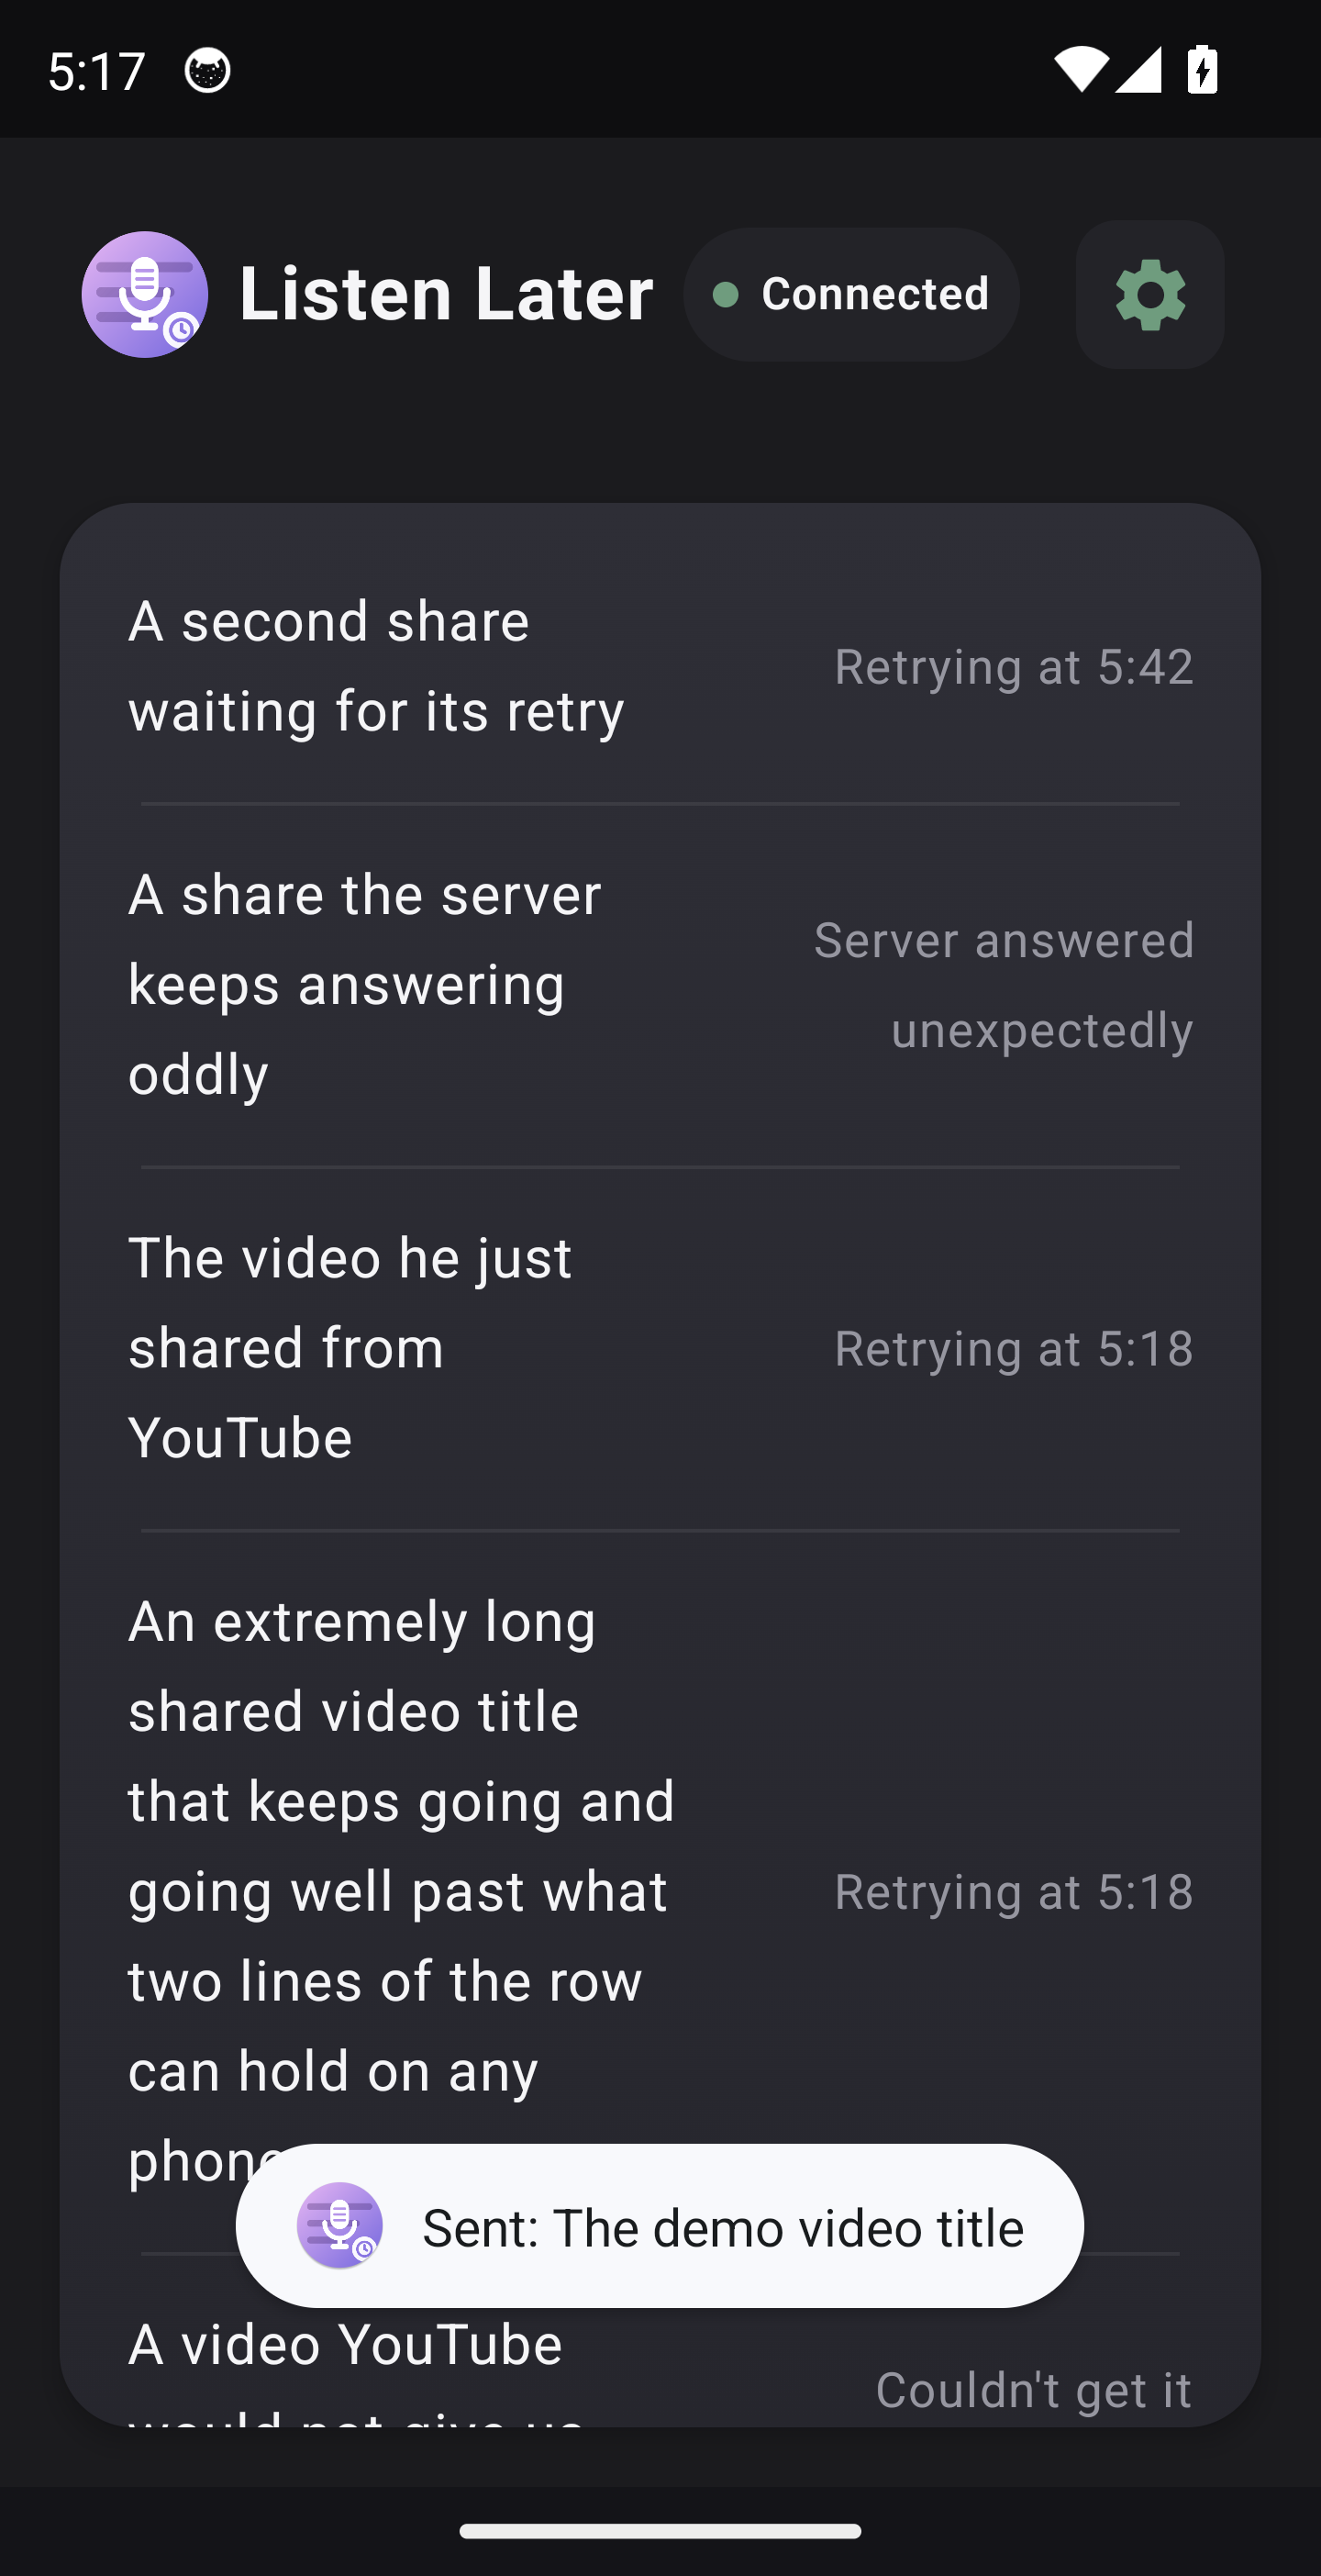 5:17
Listen Later
Connected
A second share
waiting for its retry
Retrying at 5:42
A share the server
keeps answering
oddly
Server answered
unexpectedly
The video he just
shared from
YouTube
Retrying at 5:18
An extremely long
shared video title
that keeps going and
going well past what
two lines of the row
can hold on any
Retrying at 5:18
Sent: The demo video title
A video YouTube
Couldn't get it